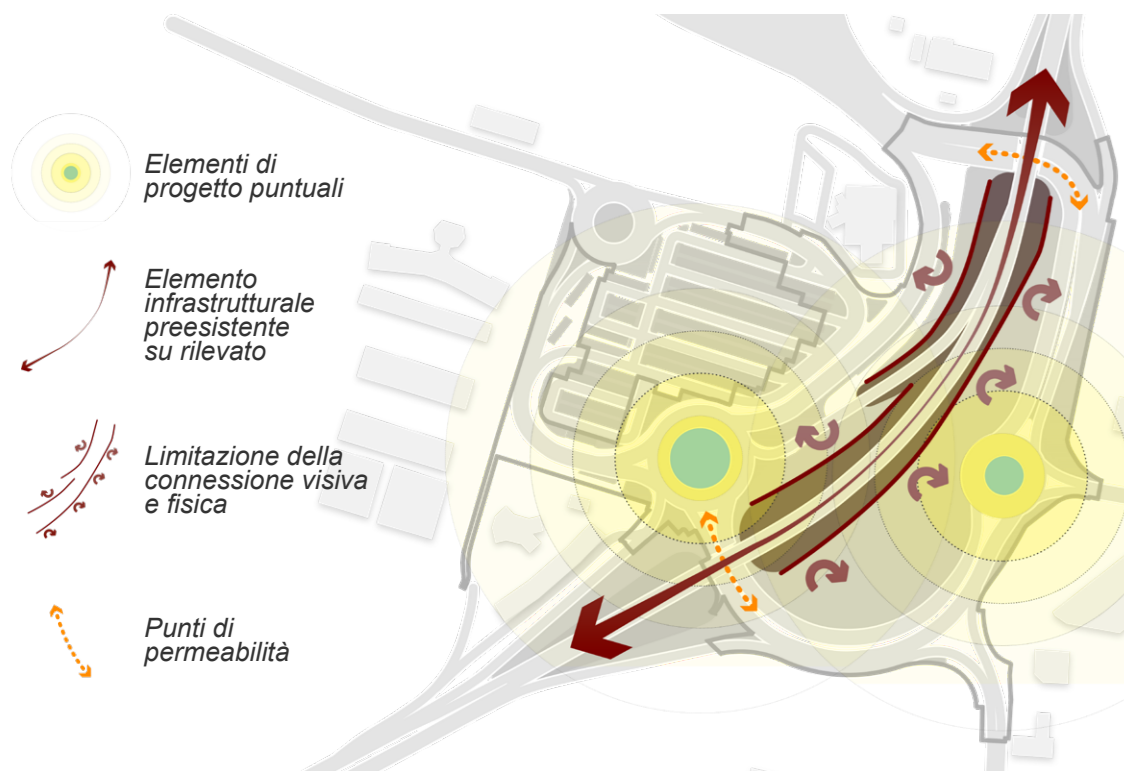 Elementi di
progetto puntuali
Elemento
infrastrutturale
preesistente
su rilevato
Limitazione della
connessione visiva
e fisica
Punti di
permeabilità